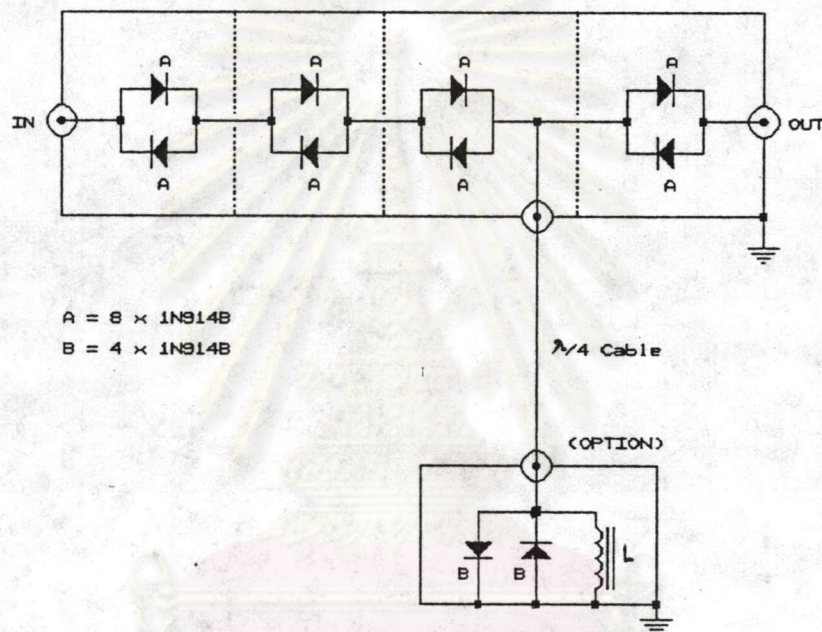 A A A A
IN OUT
A A A A
A = 8 x 1N914B
B = 4 x 1N914B
λ/4 Cable
(OPTION)
B B L